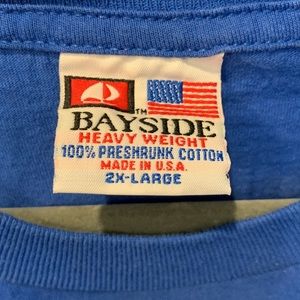 TM
BAYSIDE
HEAVY WEIGHT
100% PRESHRUNK COTTON
MADE IN U.S.A.
2X-LARGE